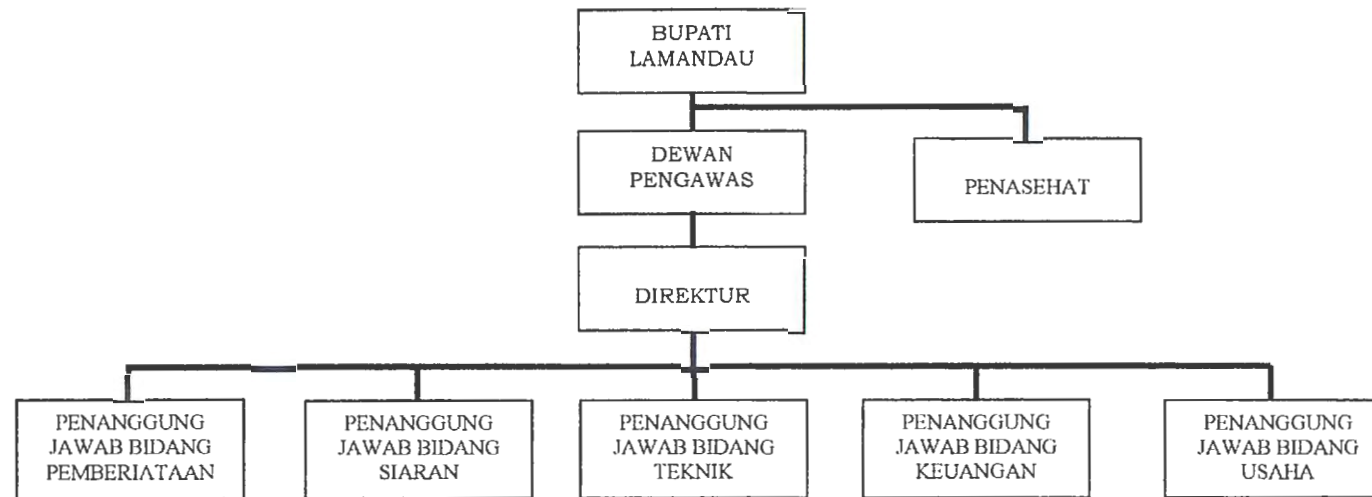 BUPATI
LAMANDAU
DEWAN
PENGAWAS
PENASEHAT
DIREKTUR
PENANGGUNG
JAWAB BIDANG
PEMBERIATAAN
PENANGGUNG
JAWAB BIDANG
SIARAN
PENANGGUNG
JAWAB BIDANG
TEKNIK
PENANGGUNG
JAWAB BIDANG
KEUANGAN
PENANGGUNG
JAWAB BIDANG
USAHA